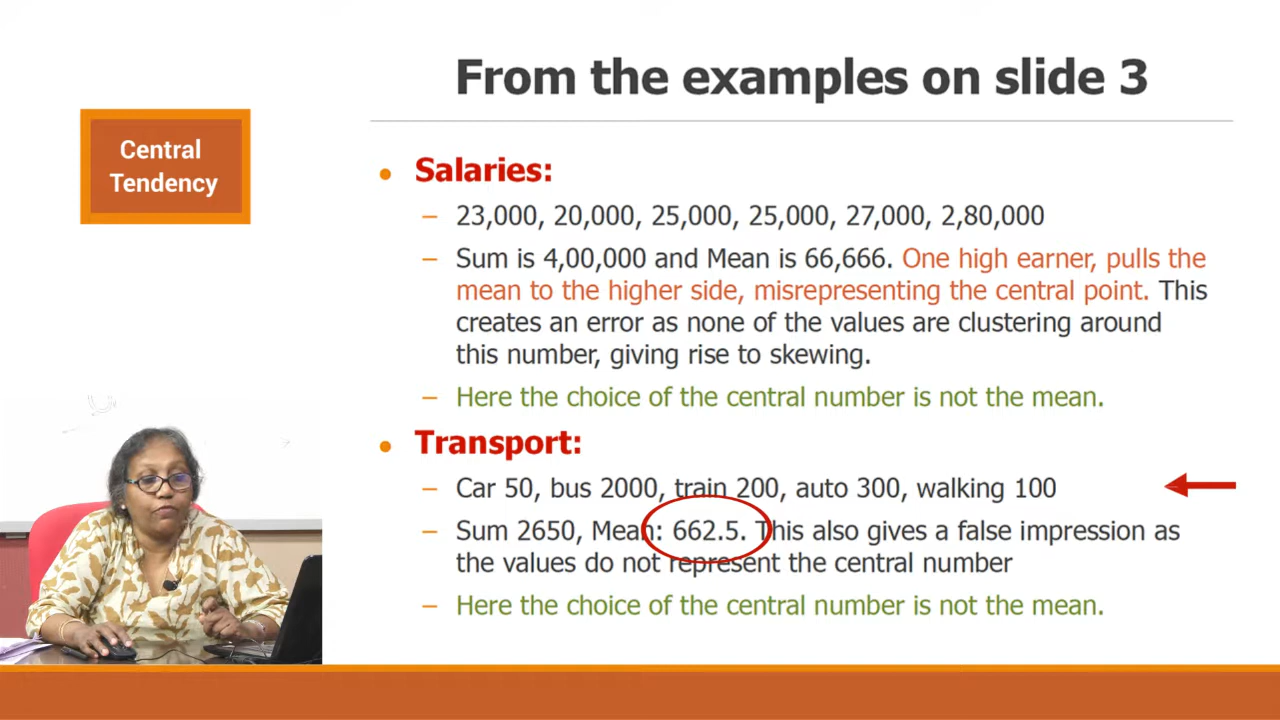 From the examples on slide 3
Central
Tendency
• Salaries:
– 23,000, 20,000, 25,000, 25,000, 27,000, 2,80,000
– Sum is 4,00,000 and Mean is 66,666. One high earner, pulls the
mean to the higher side, misrepresenting the central point. This
creates an error as none of the values are clustering around
this number, giving rise to skewing.
– Here the choice of the central number is not the mean.
• Transport:
– Car 50, bus 2000, train 200, auto 300, walking 100
– Sum 2650, Mean: 662.5. This also gives a false impression as
the values do not represent the central number
– Here the choice of the central number is not the mean.